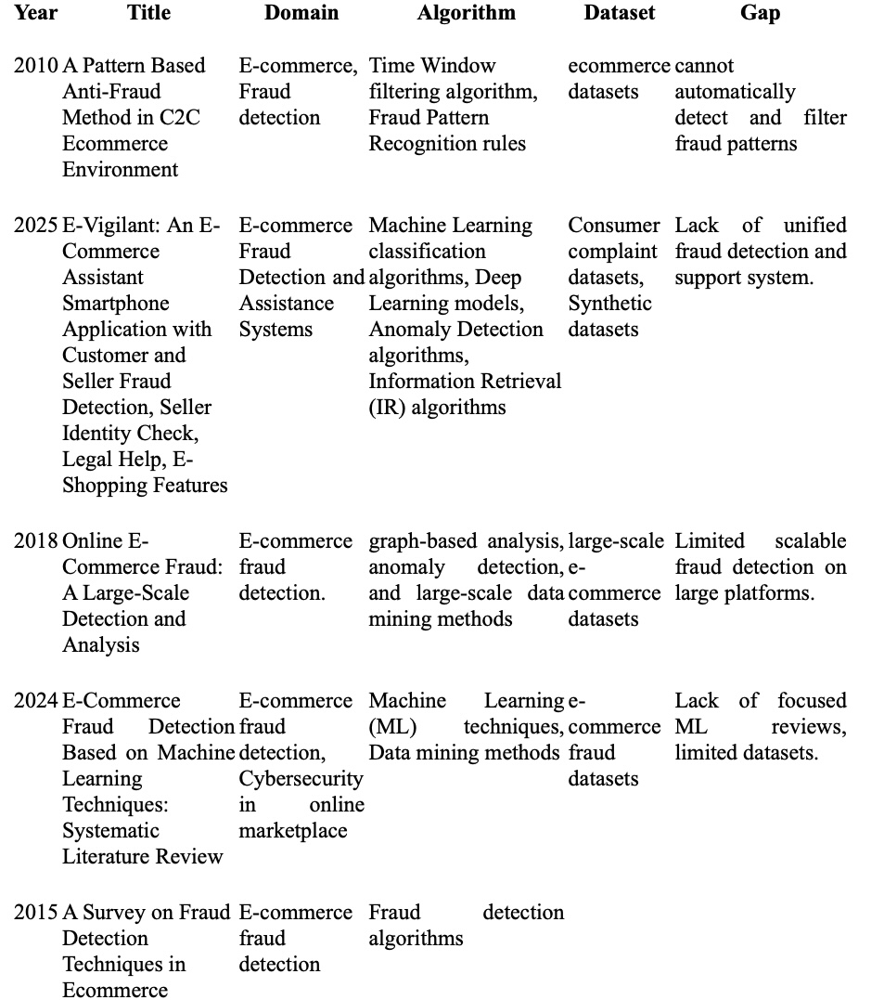 Year Title Domain Algorithm Dataset Gap
2010 A Pattern Based E-commerce, Time Window ecommerce cannot
Anti-Fraud Fraud filtering algorithm, datasets automatically
Method in C2C detection Fraud Pattern detect and filter
Ecommerce Recognition rules fraud patterns
Environment
2025 E-Vigilant: An E- E-commerce Machine Learning Consumer Lack of unified
Commerce Fraud classification complaint fraud detection and
Assistant Detection and algorithms, Deep datasets, support system.
Smartphone Assistance Learning models, Synthetic
Application with Systems Anomaly Detection datasets
Customer and algorithms,
Seller Fraud Information Retrieval
Detection, Seller (IR) algorithms
Identity Check,
Legal Help, E-
Shopping Features
2018 Online E- E-commerce graph-based analysis, large-scale Limited scalable
Commerce Fraud: fraud anomaly detection, e- fraud detection on
A Large-Scale detection. and large-scale data commerce large platforms.
Detection and mining methods datasets
Analysis
2024 E-Commerce E-commerce Machine Learning e- Lack of focused
Fraud Detection fraud (ML) techniques, commerce ML reviews,
Based on Machine detection, Data mining methods fraud limited datasets.
Learning Cybersecurity datasets
Techniques: in online
Systematic marketplace
Literature Review
2015 A Survey on Fraud E-commerce Fraud detection
Detection fraud algorithms
Techniques in detection
Ecommerce